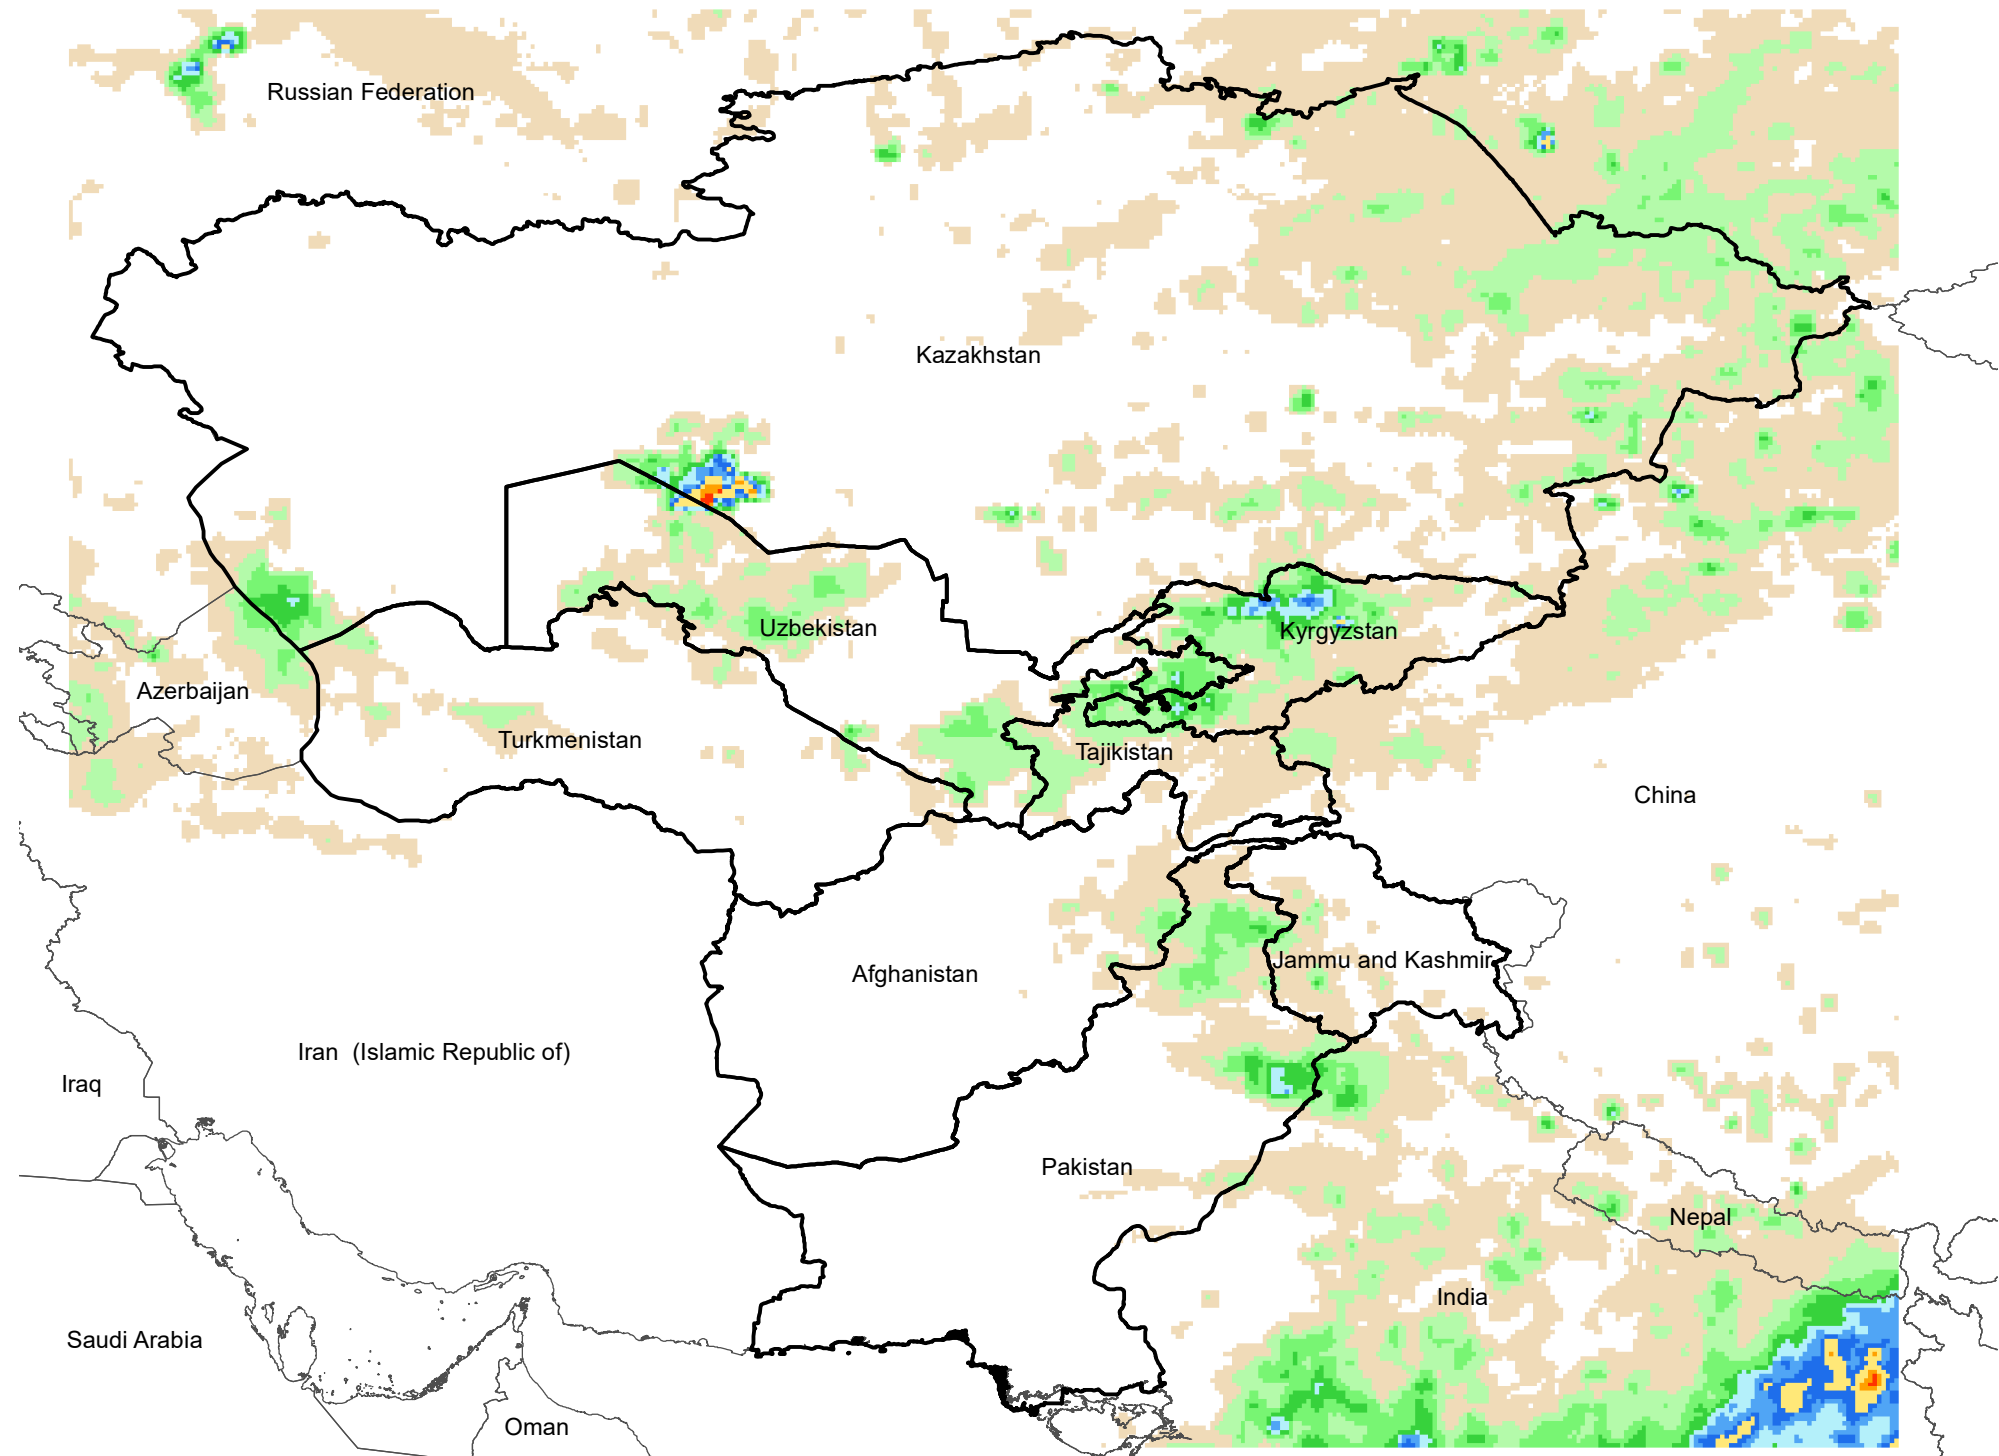 Russian Federation
Kazakhstan
Uzbekistan
Kyrgyzstan
Azerbaijan
Turkmenistan
Tajikistan
China
Afghanistan
Jammu and Kashmir
Iran  (Islamic Republic of)
Iraq
Pakistan
Nepal
India
Saudi Arabia
Oman